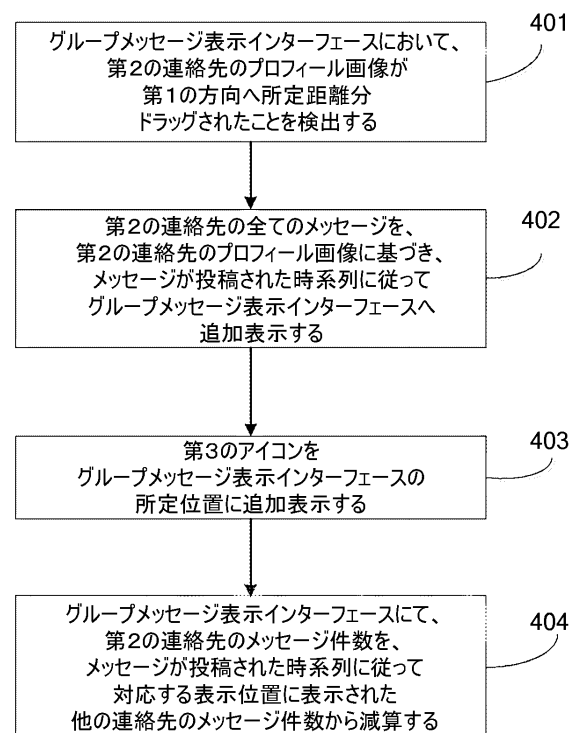 グループメッセージ表示インターフェースにおいて、
第2の連絡先のプロフィール画像が
第1の方向へ所定距離分
ドラッグされたことを検出する
401
第2の連絡先の全てのメッセージを、
第2の連絡先のプロフィール画像に基づき、
メッセージが投稿された時系列に従って
グループメッセージ表示インターフェースへ
追加表示する
402
第3のアイコンを
グループメッセージ表示インターフェースの
所定位置に追加表示する
403
グループメッセージ表示インターフェースにて、
第2の連絡先のメッセージ件数を、
メッセージが投稿された時系列に従って
対応する表示位置に表示された
他の連絡先のメッセージ件数から減算する
404